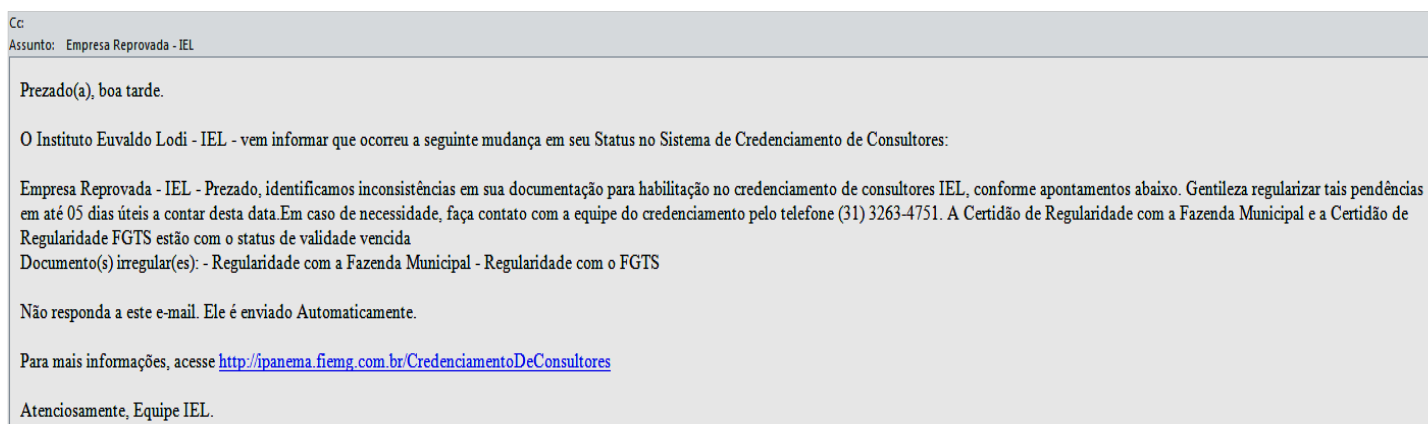 Cc:
Assunto: Empresa Reprovada - IEL
Prezado(a), boa tarde.
O Instituto Euvaldo Lodi - IEL - vem informar que ocorreu a seguinte mudança em seu Status no Sistema de Credenciamento de Consultores:
Empresa Reprovada - IEL - Prezado, identificamos inconsistências em sua documentação para habilitação no credenciamento de consultores IEL, conforme apontamentos abaixo. Gentileza regularizar tais pendências
em até 05 dias úteis a contar desta data.Em caso de necessidade, faça contato com a equipe do credenciamento pelo telefone (31) 3263-4751. A Certidão de Regularidade com a Fazenda Municipal e a Certidão de
Regularidade FGTS estão com o status de validade vencida
Documento(s) irregular(es): - Regularidade com a Fazenda Municipal - Regularidade com o FGTS
Não responda a este e-mail. Ele é enviado Automaticamente.
Para mais informações, acesse http://ipanema.fiemg.com.br/CredenciamentoDeConsultores
Atenciosamente, Equipe IEL.